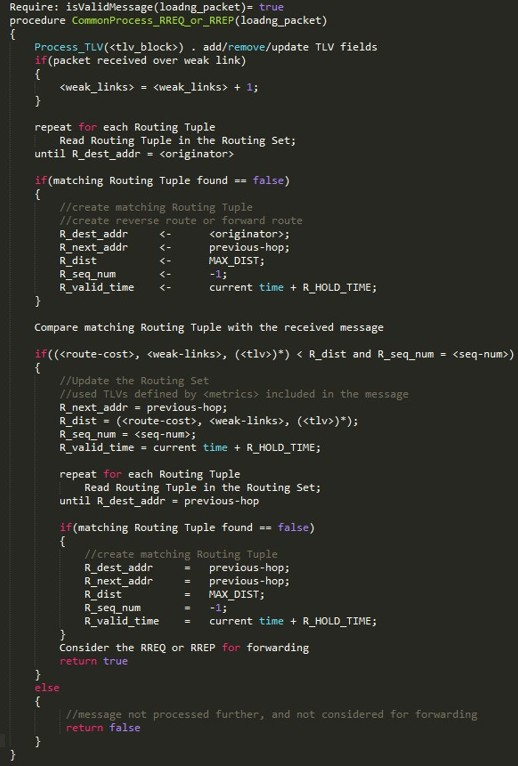 Require: isValidMessage(loadng_packet)= true
procedure CommonProcess_RREQ_or_RREP(loadng_packet)
{
    Process_TLV(<tlv_block>) . add/remove/update TLV fields
    if(packet received over weak link)
    {
        <weak_links> = <weak_links> + 1;
    }

    repeat for each Routing Tuple
        Read Routing Tuple in the Routing Set;
    until R_dest_addr = <originator>

    if(matching Routing Tuple found == false)
    {
        //create matching Routing Tuple
        //create reverse route or forward route
        R_dest_addr     <-      <originator>;
        R_next_addr     <-      previous-hop;
        R_dist          <-      MAX_DIST;
        R_seq_num       <-      -1;
        R_valid_time    <-      current time + R_HOLD_TIME;
    }

    Compare matching Routing Tuple with the received message

    if((<route-cost>, <weak-links>, (<tlv>)*) < R_dist and R_seq_num = <seq-num>)
    {
        //Update the Routing Set
        //used TLVs defined by <metrics> included in the message
        R_next_addr = previous-hop;
        R_dist = (<route-cost>, <weak-links>, (<tlv>)*);
        R_seq_num = <seq-num>;
        R_valid_time = current time + R_HOLD_TIME;

        repeat for each Routing Tuple
            Read Routing Tuple in the Routing Set;
        until R_dest_addr = previous-hop

        if(matching Routing Tuple found == false)
        {
            //create matching Routing Tuple
            R_dest_addr     =   previous-hop;
            R_next_addr     =   previous-hop;
            R_dist          =   MAX_DIST;
            R_seq_num       =   -1;
            R_valid_time    =   current time + R_HOLD_TIME;
        }
        Consider the RREQ or RREP for forwarding
        return true
    }
    else
    {
         //message not processed further, and not considered for forwarding
         return false
    }
}